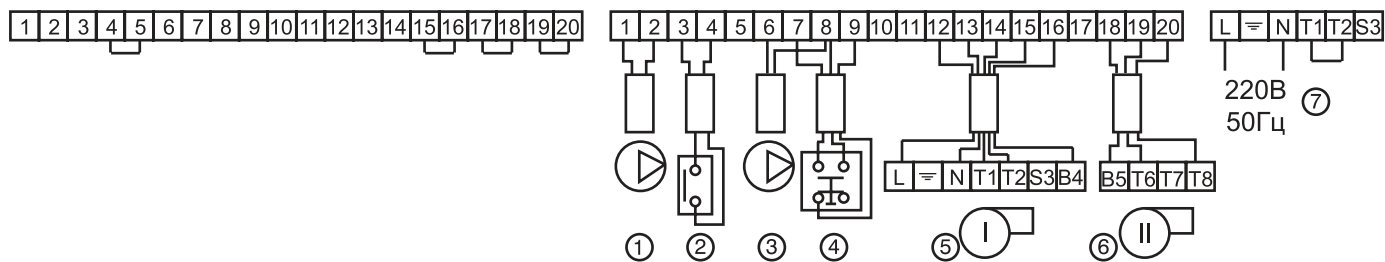 1 2 3 4 5 6 7 8 9 10 11 12 13 14 15 16 17 18 19 20
1 2 3 4 5 6 7 8 9 10 11 12 13 14 15 16 17 18 19 20
L N T1 T2 S3
220В
50Гц
7
L N T1 T2 S3 B4
B5 T6 T7 T8
I
II
1 2 3 4 5 6